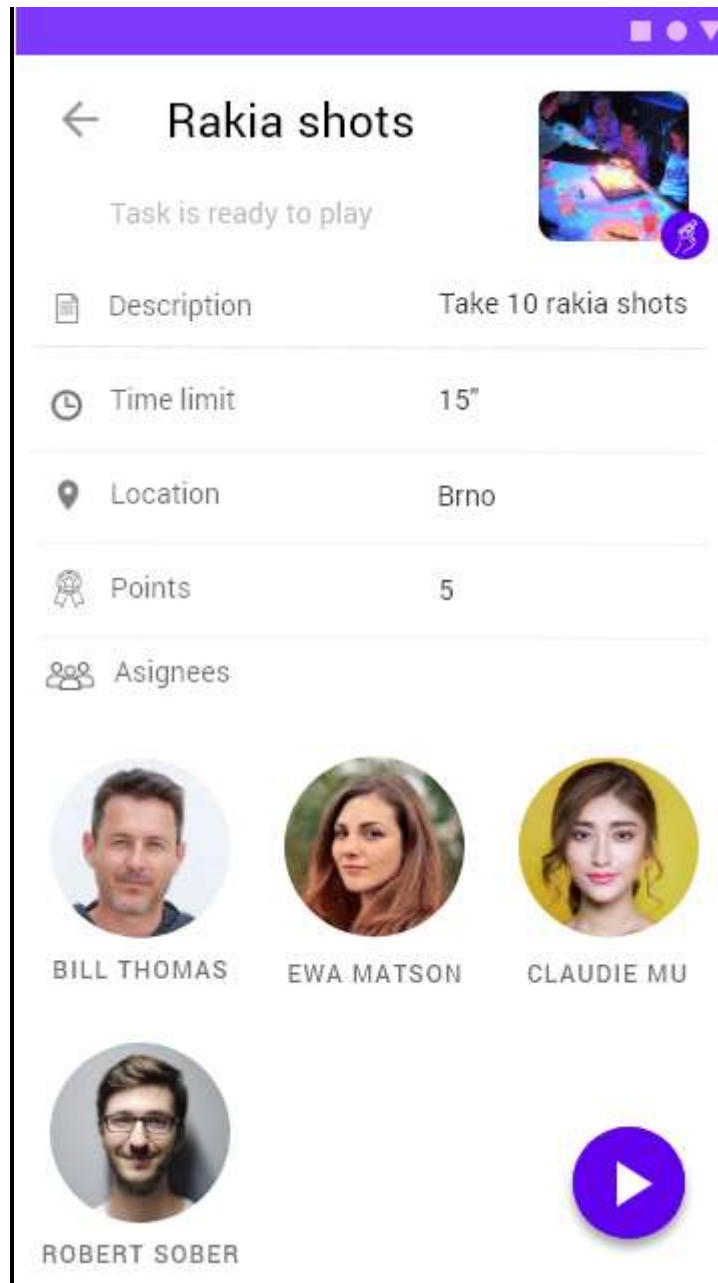 Rakia shots
Task is ready to play
Description Take 10 rakia shots
Time limit 15”
Location Brno
Points 5
Asignees
BILL THOMAS EWA MATSON CLAUDIE MU
ROBERT SOBER